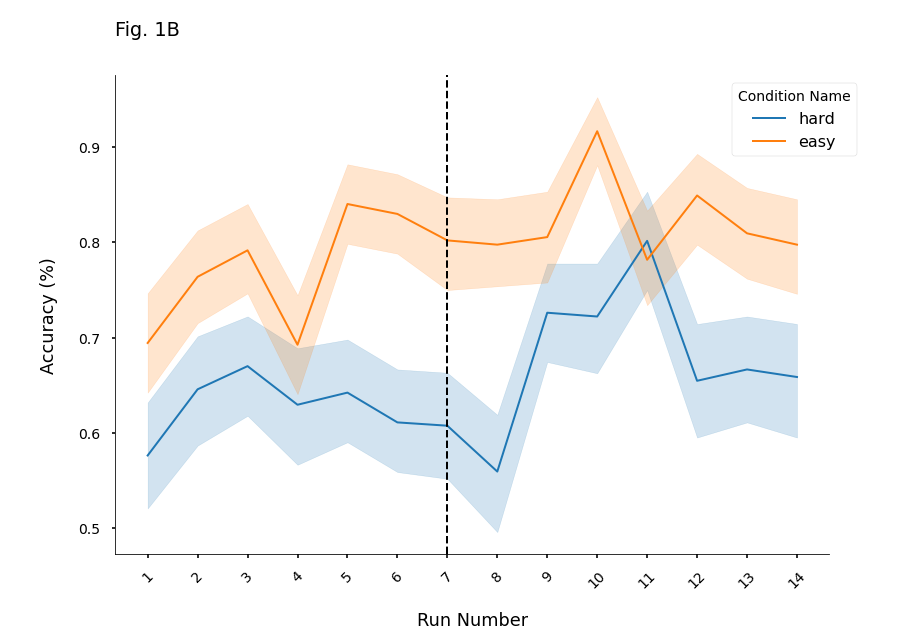 Fig. 1B
Condition Name
hard
easy
Accuracy (%)
0.9
0.8
0.7
0.6
0.5
1 2 3 4 5 6 7 8 9 10 11 12 13 14
Run Number